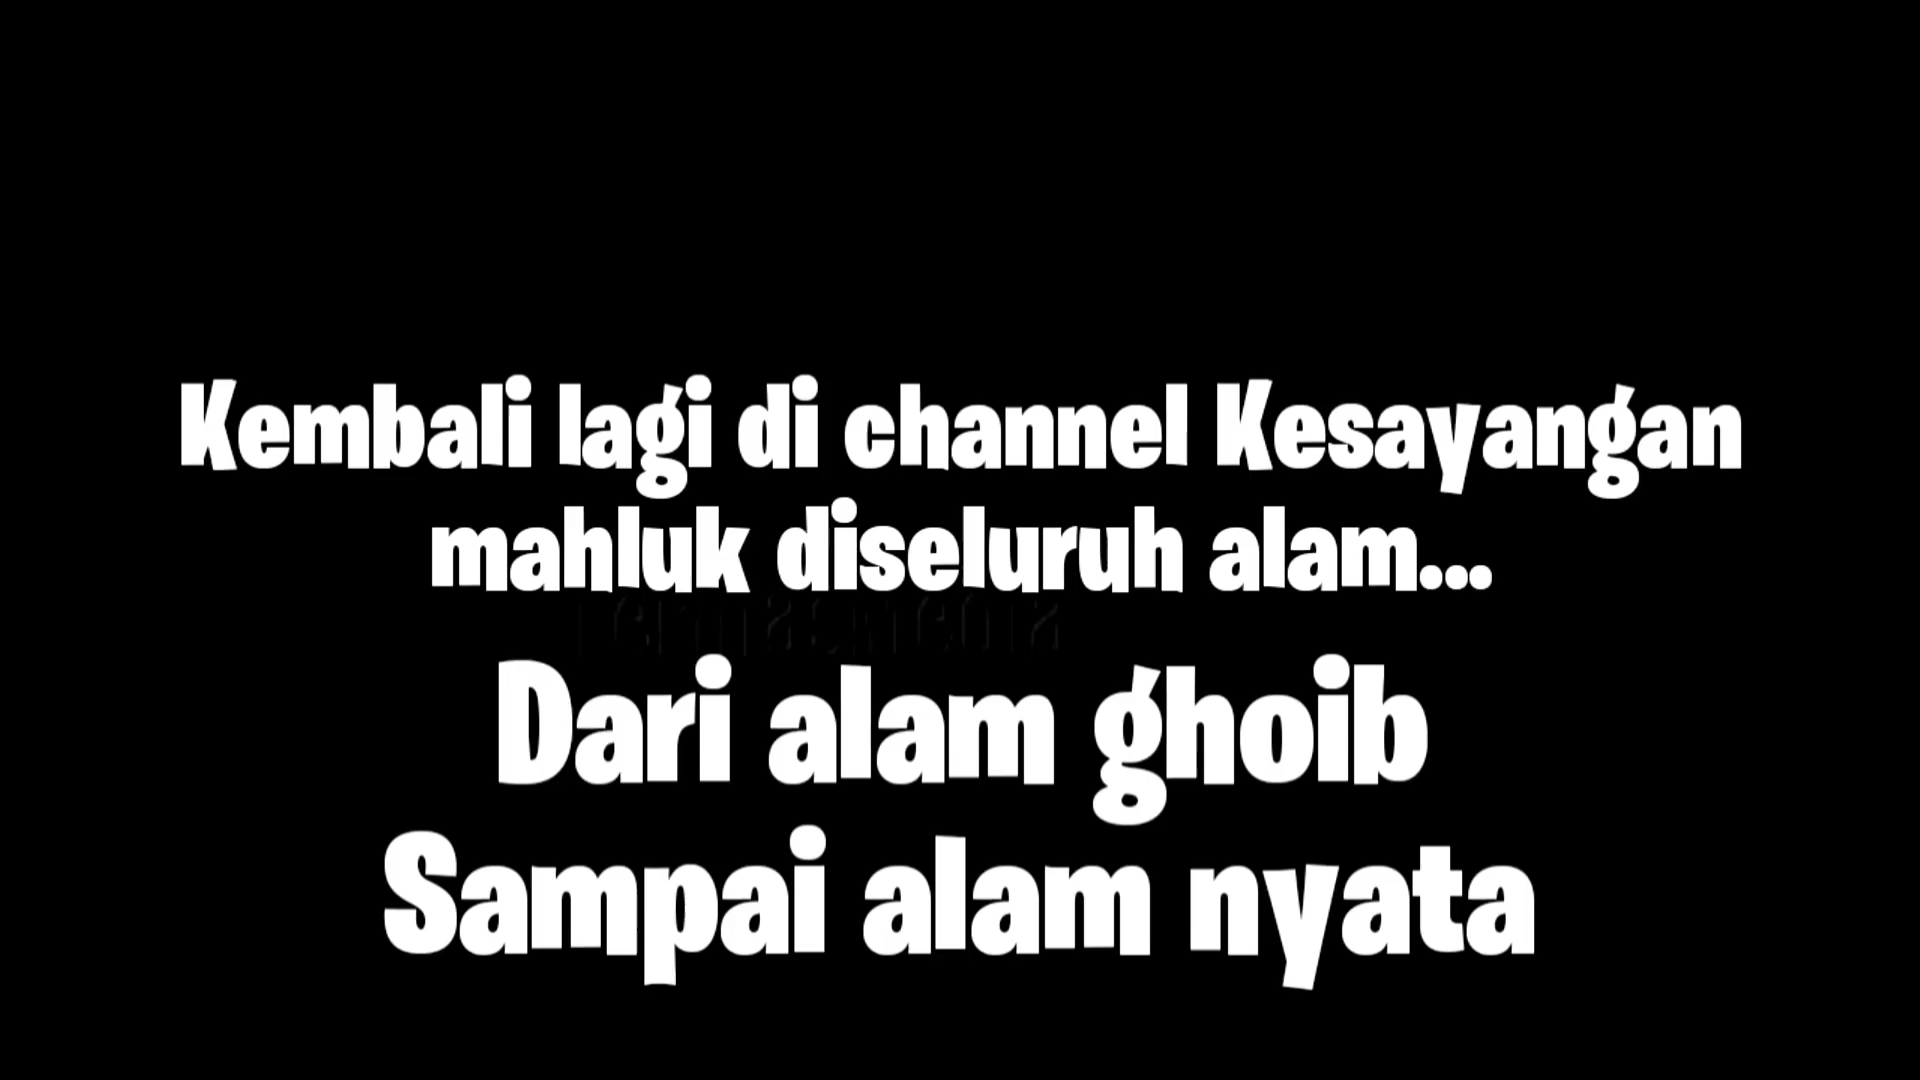 Kembali lagi di channel Kesayangan
mahluk diseluruh alam...
Dari alam ghoib
Sampai alam nyata